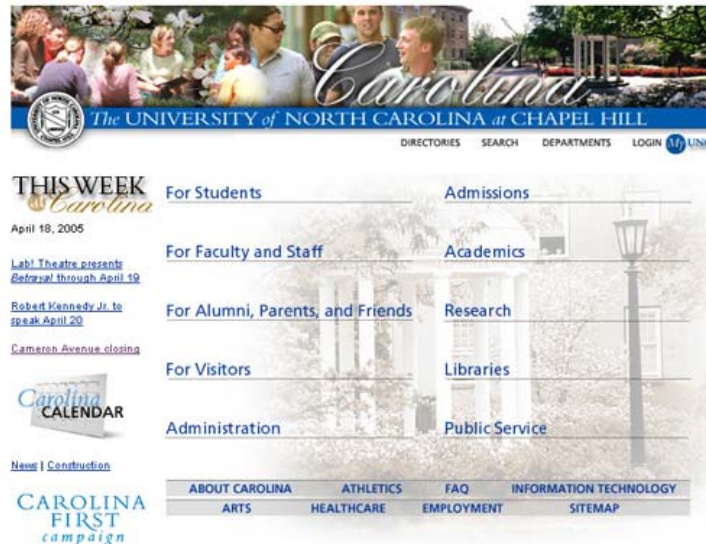 Carolina
The UNIVERSITY of NORTH CAROLINA at CHAPEL HILL
DIRECTORIES SEARCH DEPARTMENTS LOGIN My UNC
THIS WEEK
at Carolina
April 18, 2005
Lab! Theatre presents
Betrayal through April 19
Robert Kennedy Jr. to
speak April 20
Cameron Avenue closing
Carolina
CALENDAR
News | Construction
CAROLINA
FIRST
campaign
For Students
Admissions
For Faculty and Staff
Academics
For Alumni, Parents, and Friends
Research
For Visitors
Libraries
Administration
Public Service
ABOUT CAROLINA ATHLETICS FAQ INFORMATION TECHNOLOGY
ARTS HEALTHCARE EMPLOYMENT SITEMAP